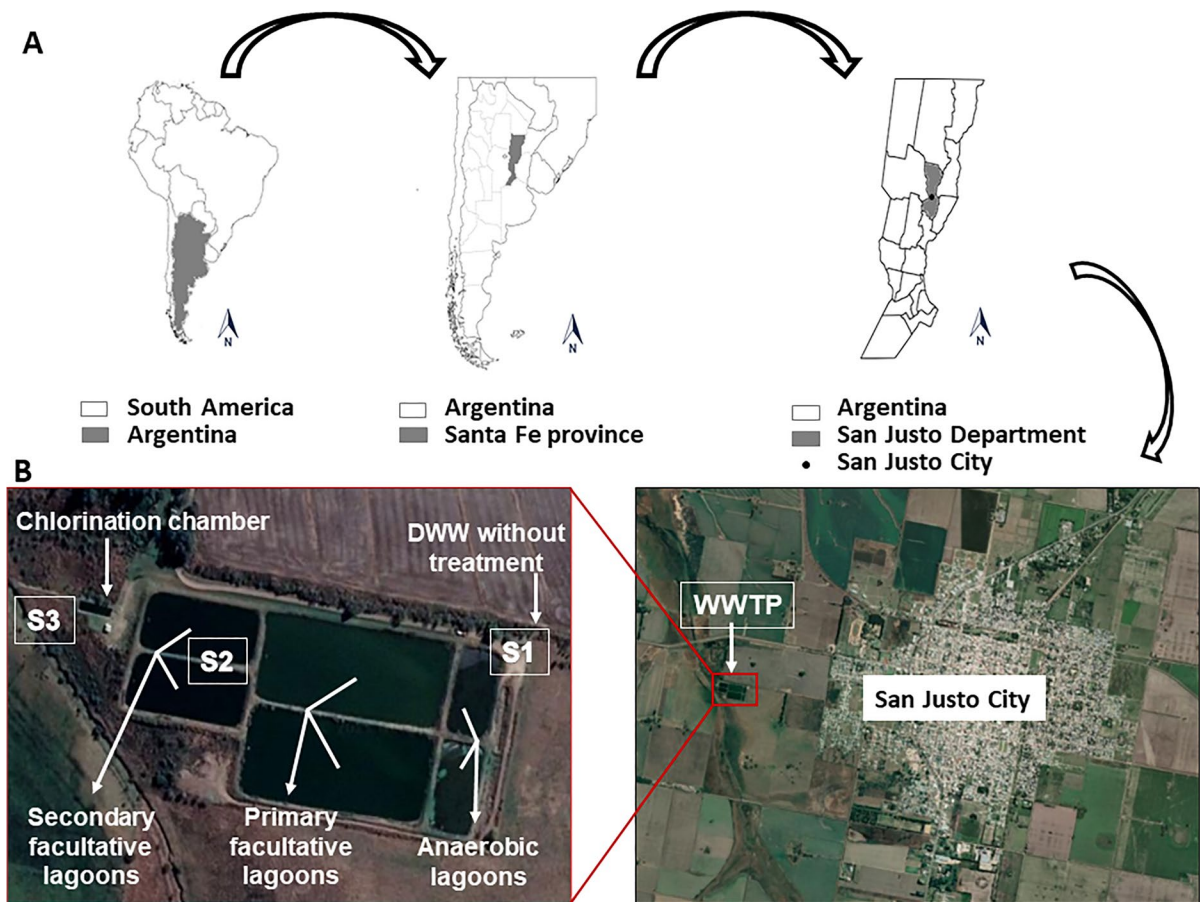 A
N
N
N
South America
Argentina
Argentina
Santa Fe province
Argentina
San Justo Department
San Justo City
B
Chlorination chamber
DWW without
treatment
S3
S2
S1
Secondary
facultative
lagoons
Primary
facultative
lagoons
Anaerobic
lagoons
WWTP
San Justo City